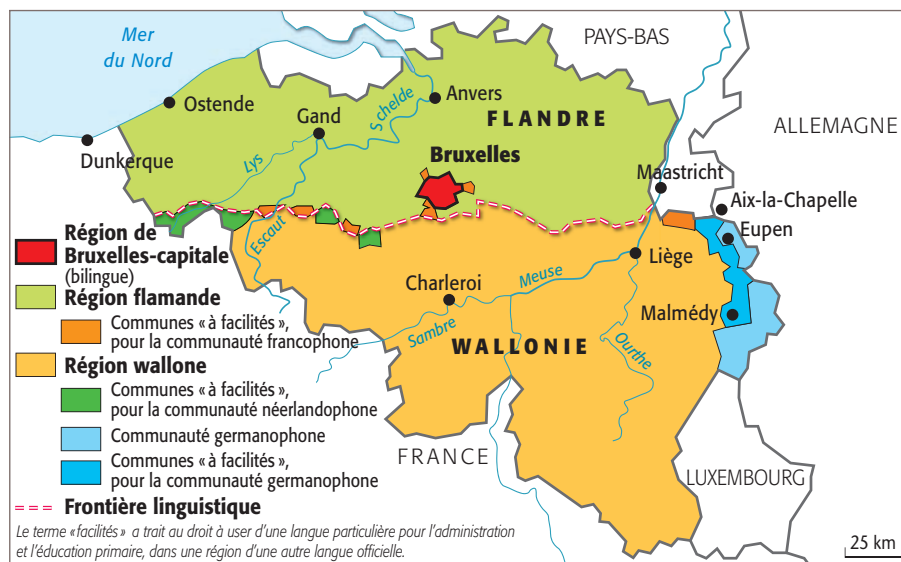 Mer
du Nord
PAYS-BAS
Ostende
Anvers
Gand
Schelde
FLANDRE
ALLEMAGNE
Dunkerque
Lys
Bruxelles
Maastricht
Aix-la-Chapelle
Eupen
Escaut
Liège
Meuse
Charleroi
Malmédy
Sambre
WALLONIE
Ourthe
FRANCE
LUXEMBOURG
Région de
Bruxelles-capitale
(bilingue)
Région flamande
Communes « à facilités »,
pour la communauté francophone
Région wallone
Communes « à facilités »,
pour la communauté néerlandophone
Communauté germanophone
Communes « à facilités »,
pour la communauté germanophone
Frontière linguistique
Le terme « facilités » a trait au droit à user d'une langue particulière pour l'administration
et l'éducation primaire, dans une région d'une autre langue officielle.
25 km